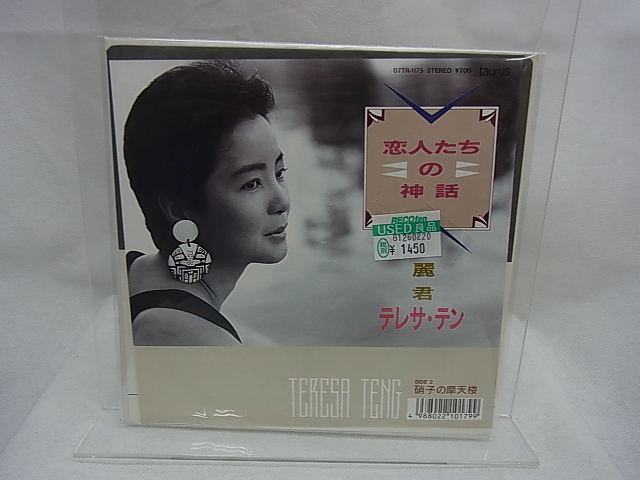 07TR-1175 STEREO ¥700 taurus
恋人たち
の
神話
RECOfan
USED 良品
81260220
¥ 1450
麗
君
テレサ・テン
TERESA TENG
SIDE 2
硝子の摩天楼
4 988022 101799